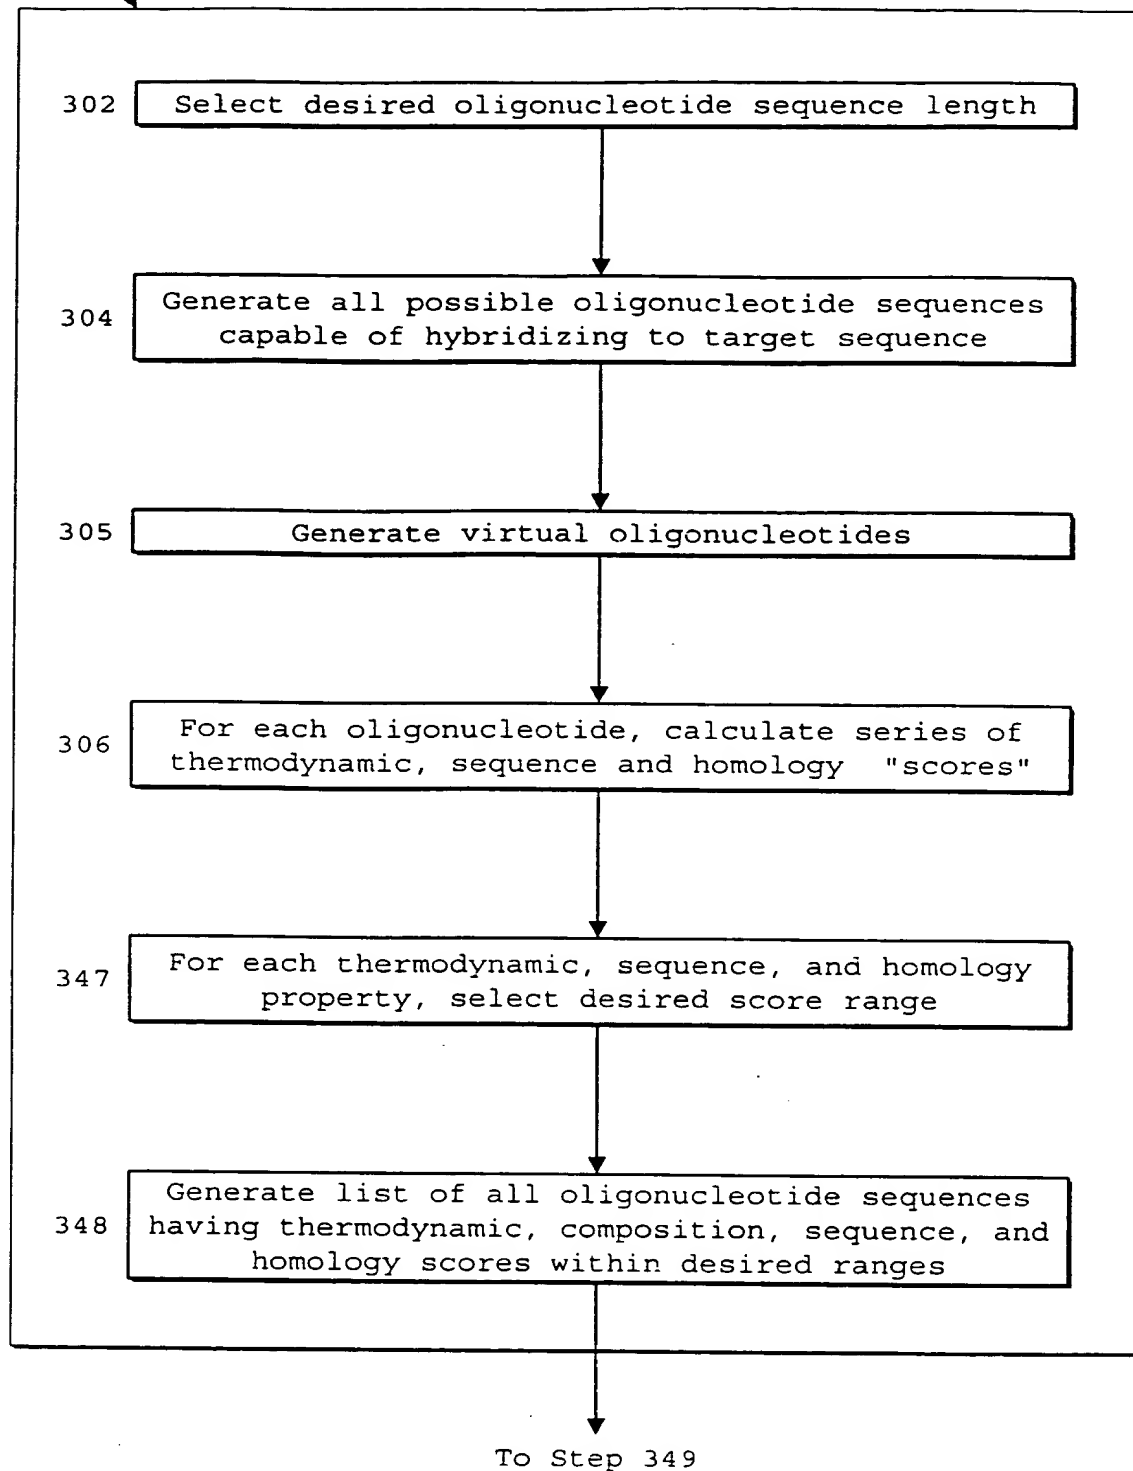 302 Select desired oligonucleotide sequence length
304 Generate all possible oligonucleotide sequences
capable of hybridizing to target sequence
305 Generate virtual oligonucleotides
306 For each oligonucleotide, calculate series of
thermodynamic, sequence and homology "scores"
347 For each thermodynamic, sequence, and homology
property, select desired score range
348 Generate list of all oligonucleotide sequences
having thermodynamic, composition, sequence, and
homology scores within desired ranges
To Step 349